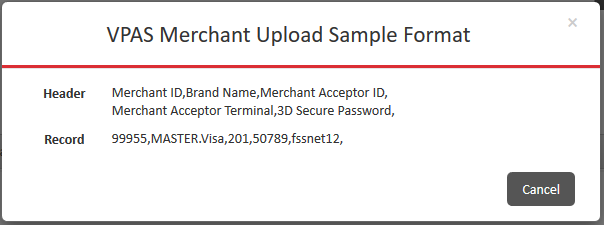 VPAS Merchant Upload Sample Format
×
Header
Merchant ID,Brand Name,Merchant Acceptor ID,
Merchant Acceptor Terminal,3D Secure Password,
Record
99955,MASTER.Visa,201,50789,fssnet12,
Cancel